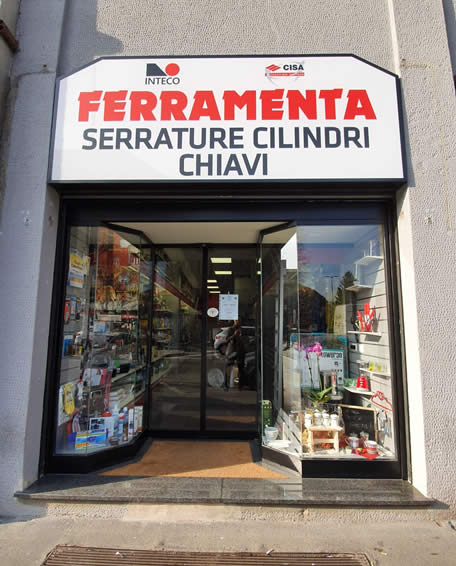 INTECO
CISA
FERRAMENTA
SERRATURE CILINDRI
CHIAVI